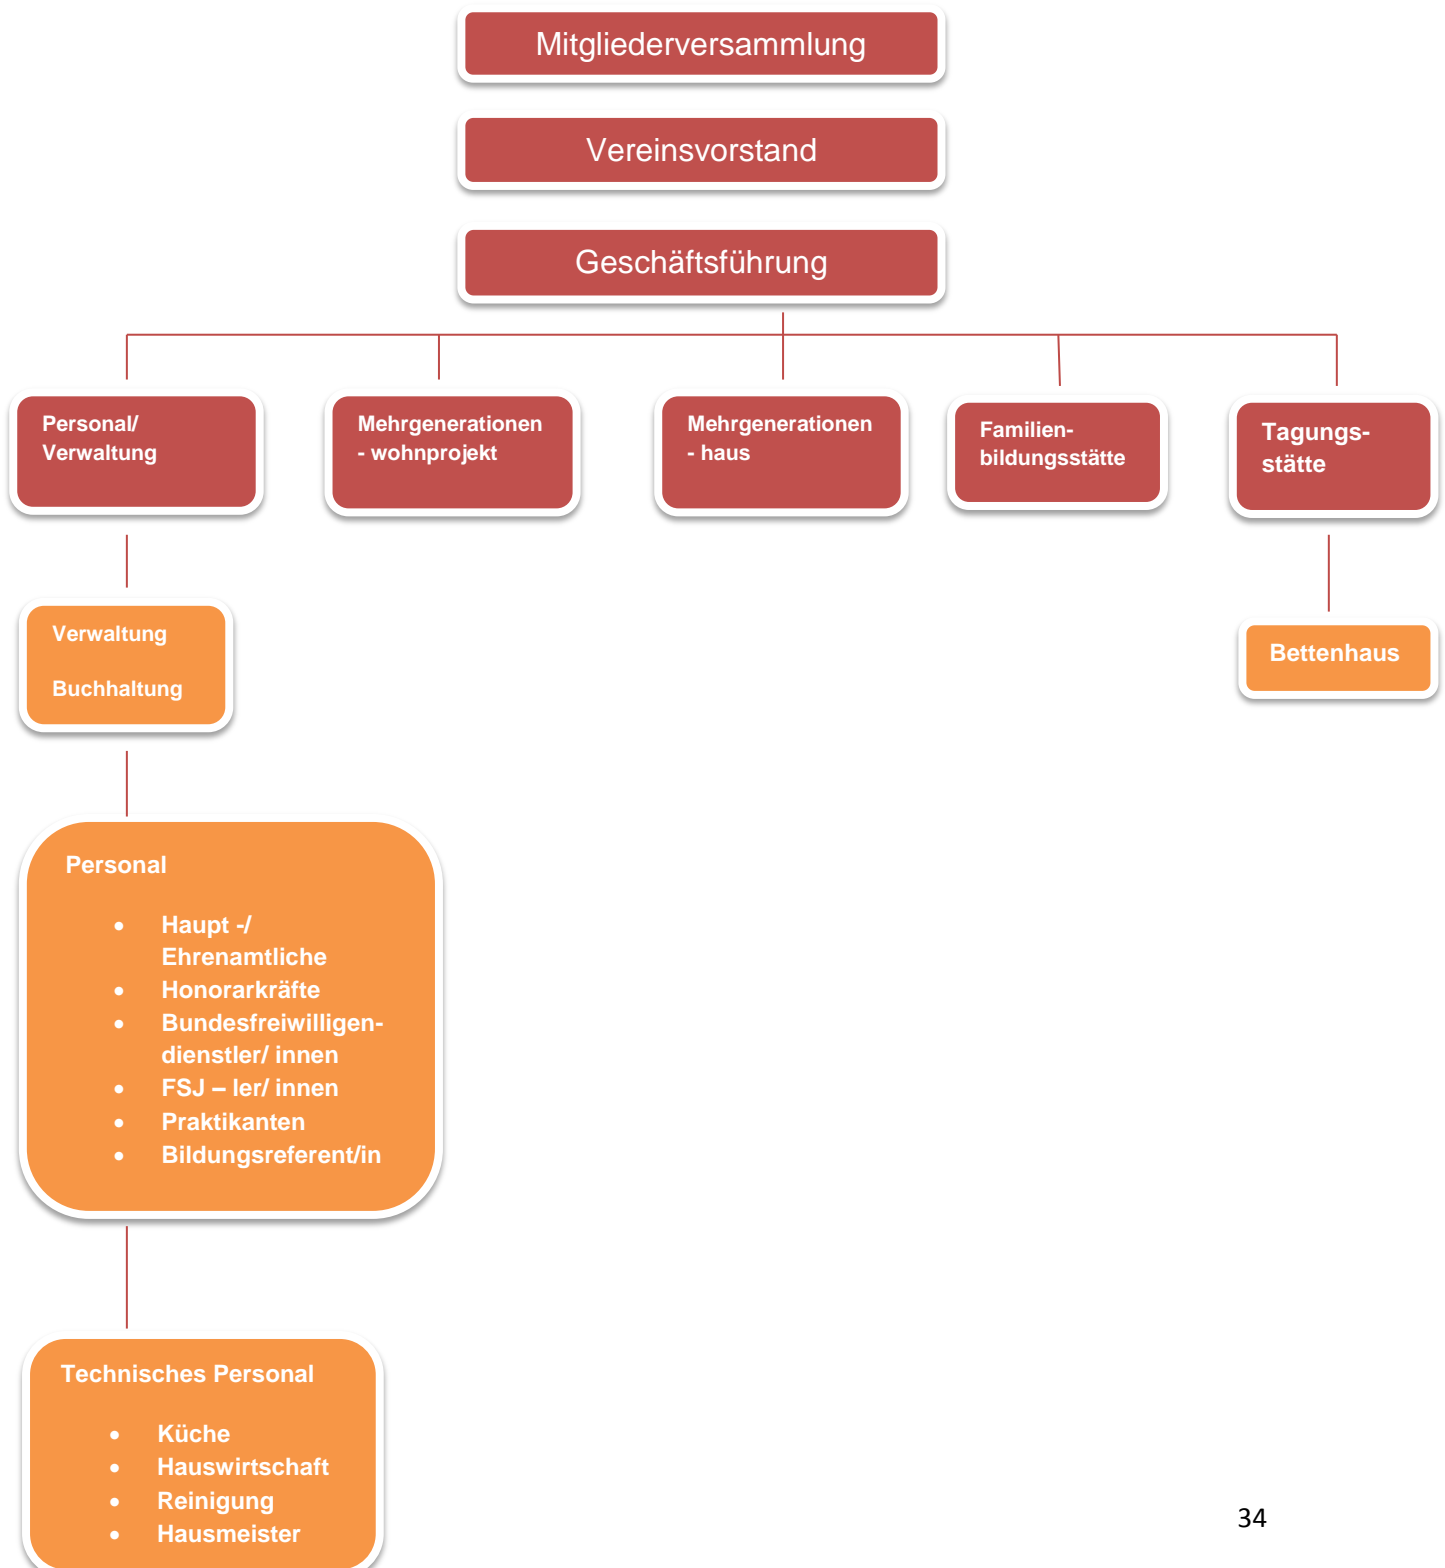 Mitgliederversammlung
Vereinsvorstand
Geschäftsführung
Personal/
Verwaltung
Mehrgenerationen
- wohnprojekt
Mehrgenerationen
- haus
Familien-
bildungsstätte
Tagungs-
stätte
Verwaltung
Buchhaltung
Bettenhaus
Personal
• Haupt -/
Ehrenamtliche
• Honorarkräfte
• Bundesfreiwilligen-
dienstler/ innen
• FSJ – ler/ innen
• Praktikanten
• Bildungsreferent/in
Technisches Personal
• Küche
• Hauswirtschaft
• Reinigung
• Hausmeister
34